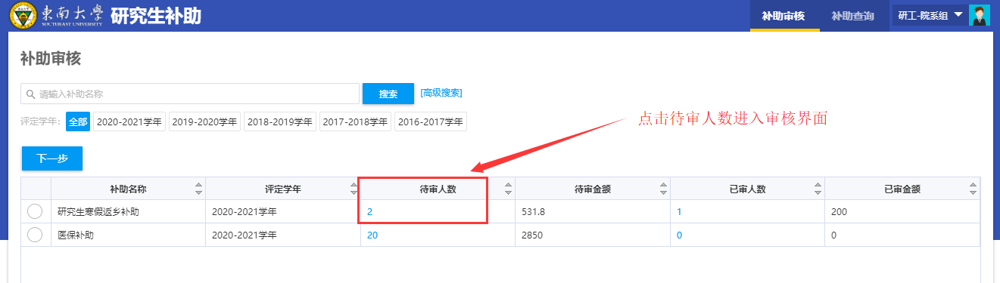 东南大学 研究生补助 补助审核 补助查询 研工-院系组
SOUTHEAST UNIVERSITY
补助审核
请输入补助名称 搜索 [高级搜索]
评定学年: 全部 2020-2021学年 2019-2020学年 2018-2019学年 2017-2018学年 2016-2017学年
点击待审人数进入审核界面
下一步
补助名称 评定学年 待审人数 待审金额 已审人数 已审金额
研究生寒假返乡补助 2020-2021学年 2 531.8 1 200
医保补助 2020-2021学年 20 2850 0 0